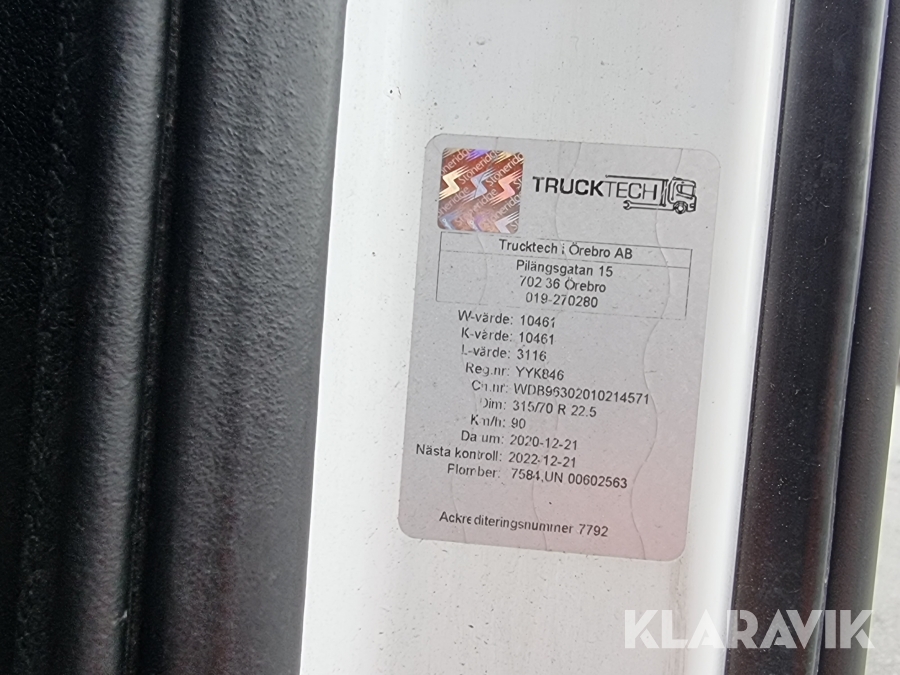 Stoneridge
TRUCKTECH
Trucktech i Örebro AB
Pilängsgatan 15
702 36 Örebro
019-270280
W-värde: 10461
K-värde: 10461
L-värde: 3116
Reg.nr: YYK846
Ch.nr: WDB96302010214571
Dim: 315/70 R 22.5
Km/h: 90
Datum: 2020-12-21
Nästa kontroll: 2022-12-21
Plomber: 7584,UN 00602563
Ackrediteringsnummer 7792
KLARAVIK